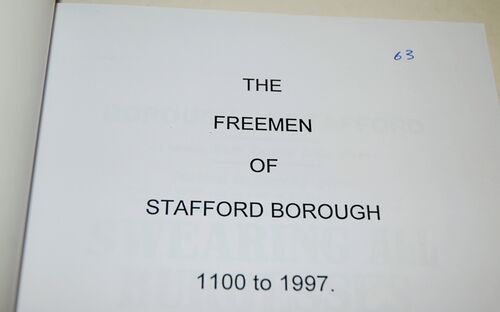 63
THE
FREEMEN
OF
STAFFORD BOROUGH
1100 to 1997.